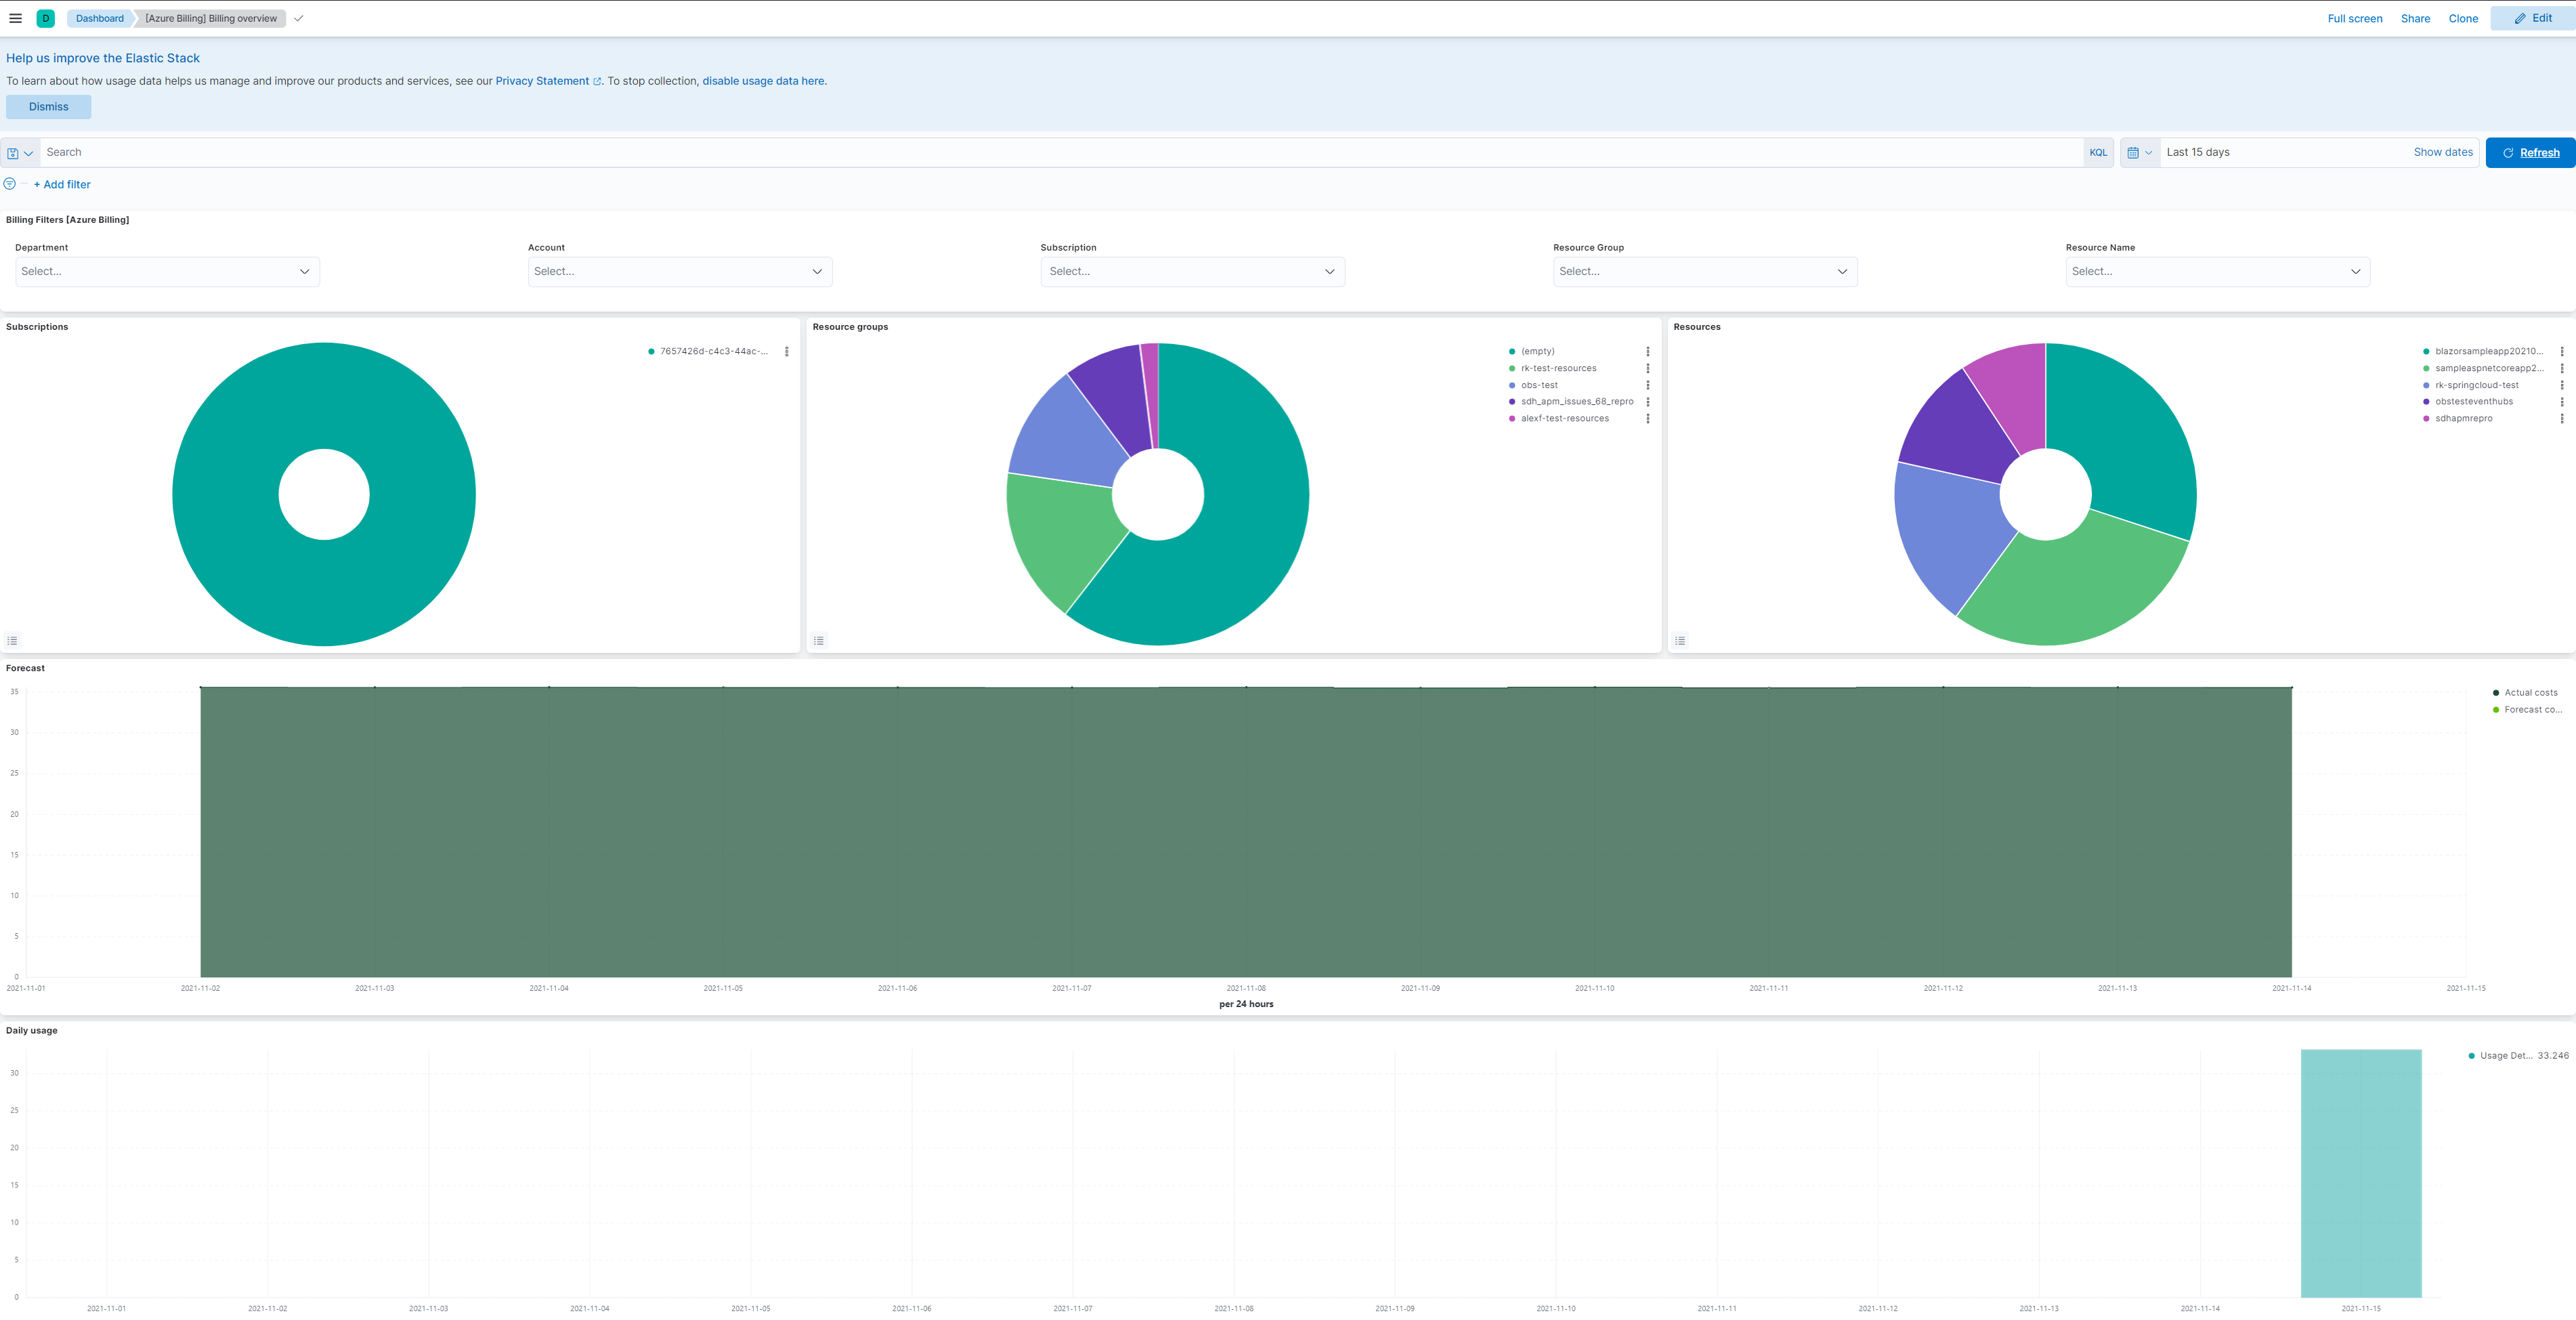 D Dashboard [Azure Billing] Billing overview Full screen Share Clone Edit
Help us improve the Elastic Stack
To learn about how usage data helps us manage and improve our products and services, see our Privacy Statement. To stop collection, disable usage data here.
Dismiss
Search KQL Last 15 days Show dates Refresh
+ Add filter
Billing Filters [Azure Billing]
Department Account Subscription Resource Group Resource Name
Select... Select... Select... Select... Select...
Subscriptions
7657426d-c4c3-44ac-...
Resource groups
(empty)
rk-test-resources
obs-test
sdh_apm_issues_68_repro
alexf-test-resources
Resources
blazorsampleapp20210...
sampleaspnetcoreapp2...
rk-springcloud-test
obstesteventhubs
sdhapmrepro
Forecast
35
30
25
20
15
10
5
0
2021-11-01 2021-11-02 2021-11-03 2021-11-04 2021-11-05 2021-11-06 2021-11-07 2021-11-08 2021-11-09 2021-11-10 2021-11-11 2021-11-12 2021-11-13 2021-11-14 2021-11-15
per 24 hours
Actual costs
Forecast co...
Daily usage
30
25
20
15
10
5
0
2021-11-01 2021-11-02 2021-11-03 2021-11-04 2021-11-05 2021-11-06 2021-11-07 2021-11-08 2021-11-09 2021-11-10 2021-11-11 2021-11-12 2021-11-13 2021-11-14 2021-11-15
Usage Det... 33.246